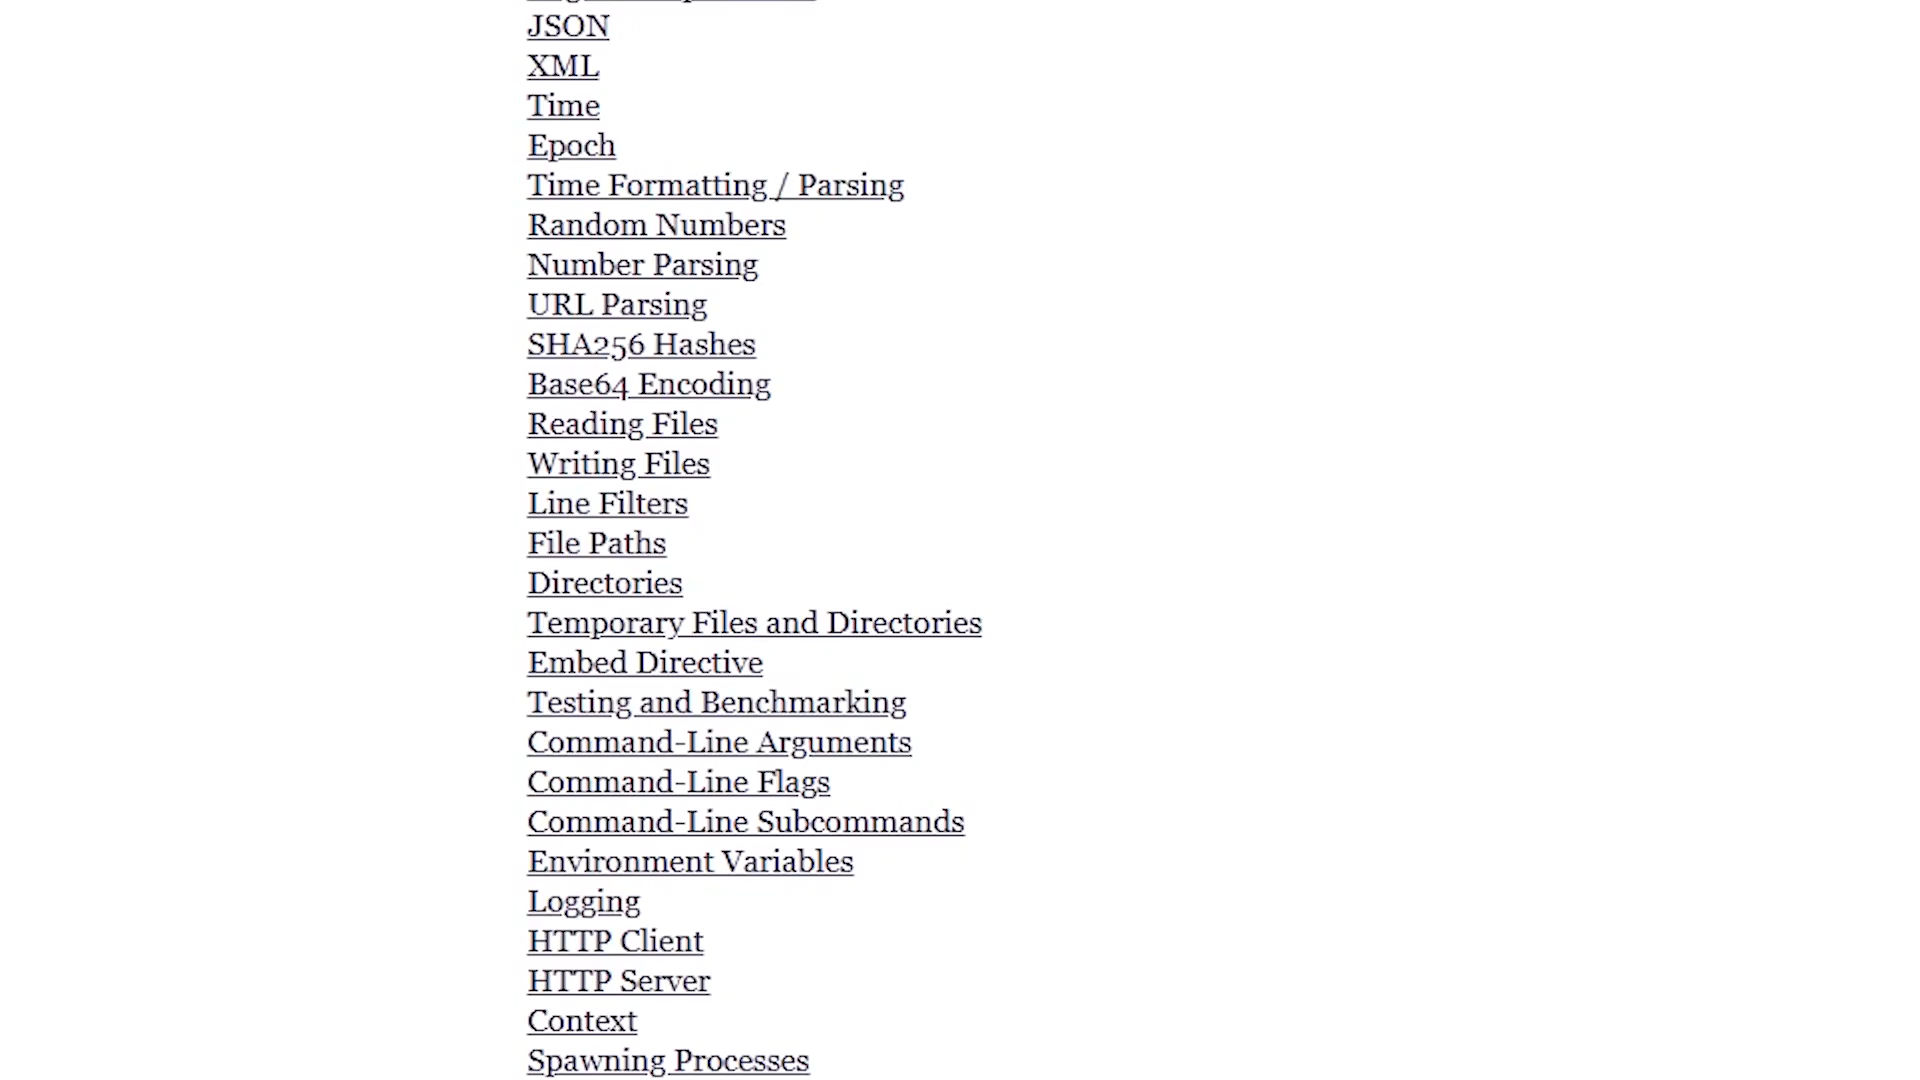 JSON
XML
Time
Epoch
Time Formatting / Parsing
Random Numbers
Number Parsing
URL Parsing
SHA256 Hashes
Base64 Encoding
Reading Files
Writing Files
Line Filters
File Paths
Directories
Temporary Files and Directories
Embed Directive
Testing and Benchmarking
Command-Line Arguments
Command-Line Flags
Command-Line Subcommands
Environment Variables
Logging
HTTP Client
HTTP Server
Context
Spawning Processes